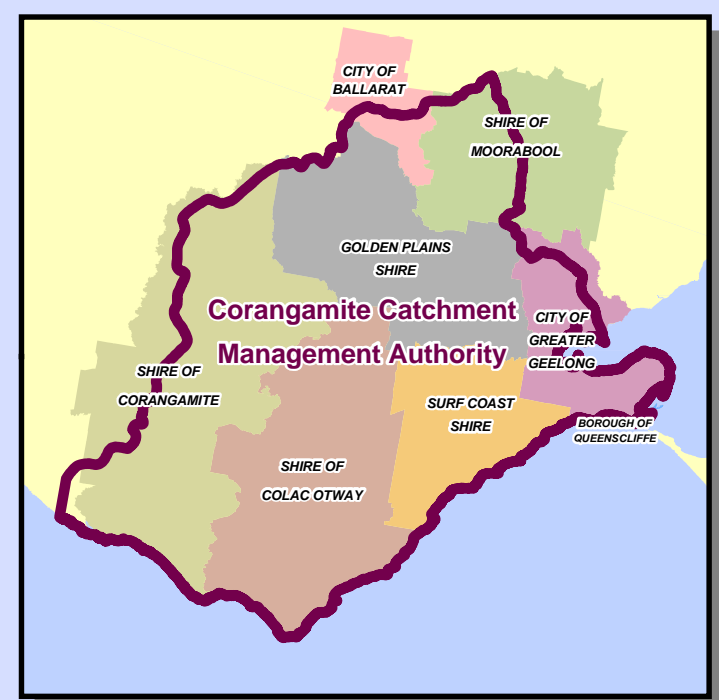 CITY OF
BALLARAT
SHIRE OF
MOORABOOL
GOLDEN PLAINS
SHIRE
Corangamite Catchment
Management Authority
CITY OF
GREATER
GEELONG
SHIRE OF
CORANGAMITE
SURF COAST
SHIRE
BOROUGH OF
QUEENSCLIFFE
SHIRE OF
COLAC OTWAY